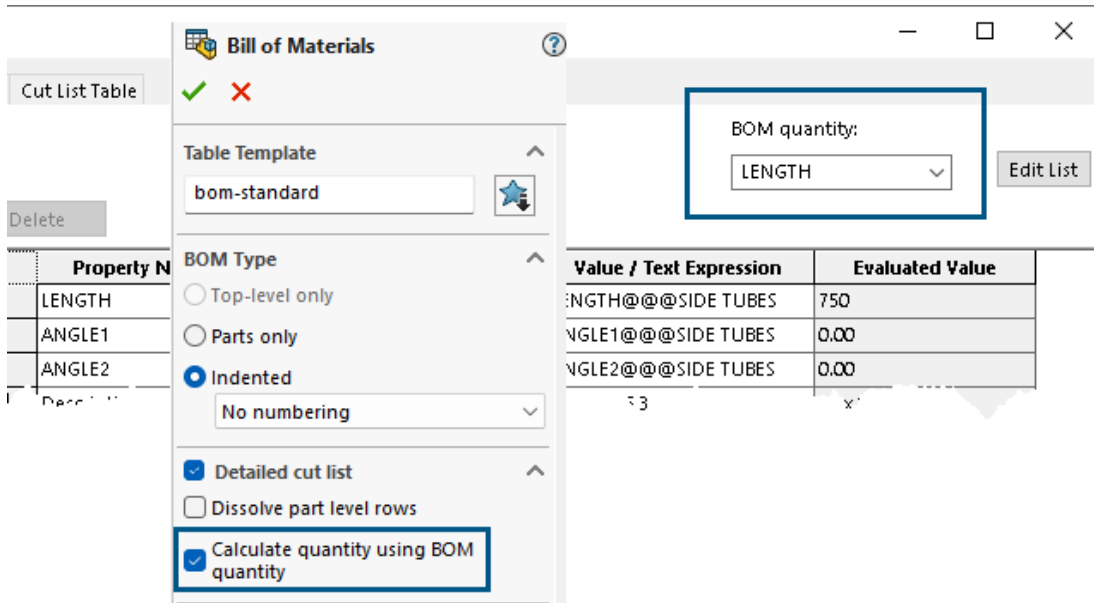 Bill of Materials
Cut List Table
Table Template
bom-standard
BOM Type
Top-level only
Parts only
Indented
No numbering
Detailed cut list
Dissolve part level rows
Calculate quantity using BOM
quantity
BOM quantity:
LENGTH
Edit List
Delete
Property N Value / Text Expression Evaluated Value
LENGTH ENGTH@@@SIDE TUBES 750
ANGLE1 NGLE1@@@SIDE TUBES 0.00
ANGLE2 NGLE2@@@SIDE TUBES 0.00